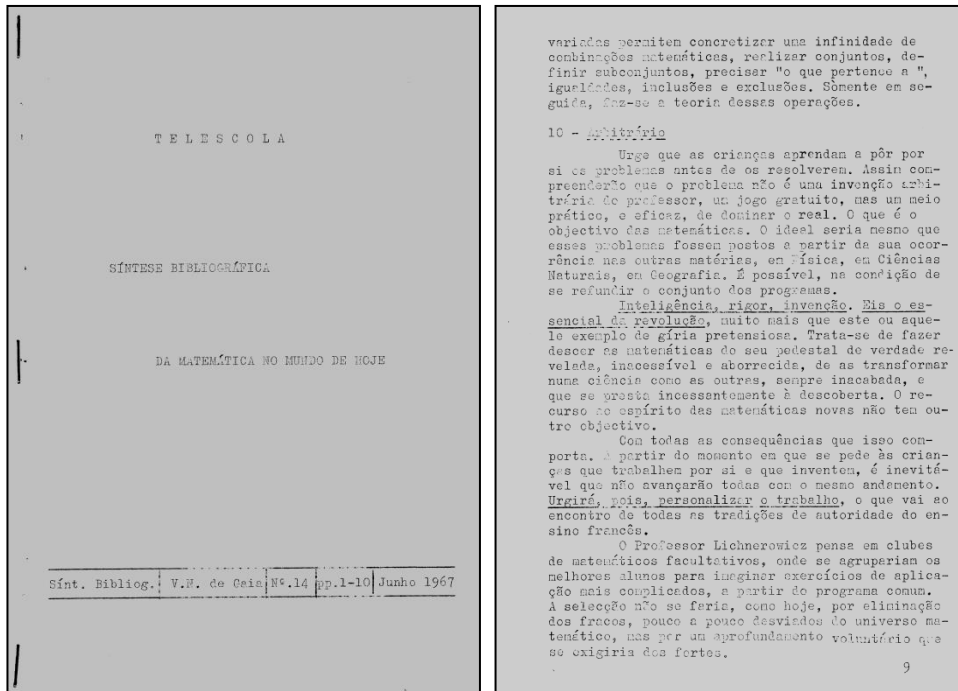 TELESCOLA
SÍNTESE BIBLIOGRÁFICA
DA MATEMÁTICA NO MUNDO DE HOJE
Sínt. Bibliog. V.N. de Gaia Nº.14 pp.1-10 Junho 1967
variadas permitem concretizar uma infinidade de
combinações matemáticas, realizar conjuntos, de-
finir subconjuntos, precisar "o que pertence a ",
igualdades, inclusões e exclusões. Sòmente em se-
guida, faz-se a teoria dessas operações.
10 - Arbitrário
Urge que as crianças aprendam a pôr por
si os problemas antes de os resolverem. Assim com-
preenderão que o problema não é uma invenção arbi-
trária do professor, um jogo gratuito, mas um meio
prático, e eficaz, de dominar o real. O que é o
objectivo das matemáticas. O ideal seria mesmo que
esses problemas fossem postos a partir da sua ocor-
rência nas outras matérias, em Física, em Ciências
Naturais, em Geografia. É possível, na condição de
se refundir o conjunto dos programas.
Inteligência, rigor, invenção. Eis o es-
sencial da revolução, muito mais que este ou aque-
le exemplo de gíria pretensiosa. Trata-se de fazer
descer as matemáticas do seu pedestal de verdade re-
velada, inacessível e aborrecida, de as transformar
numa ciência como as outras, sempre inacabada, e
que se presta incessantemente à descoberta. O re-
curso ao espírito das matemáticas novas não tem ou-
tro objectivo.
Com todas as consequências que isso com-
porta. A partir do momento em que se pede às crian-
ças que trabalhem por si e que inventem, é inevitá-
vel que não avançarão todas com o mesmo andamento.
Urgirá, pois, personalizar o trabalho, o que vai ao
encontro de todas as tradições de autoridade do en-
sino francês.
O Professor Lichnerowicz pensa em clubes
de matemáticos facultativos, onde se agrupariam os
melhores alunos para imaginar exercícios de aplica-
ção mais complicados, a partir do programa comum.
A selecção não se faria, como hoje, por eliminação
dos fracos, pouco a pouco desviados do universo ma-
temático, mas por um aprofundamento voluntário que
se exigiria dos fortes.
9